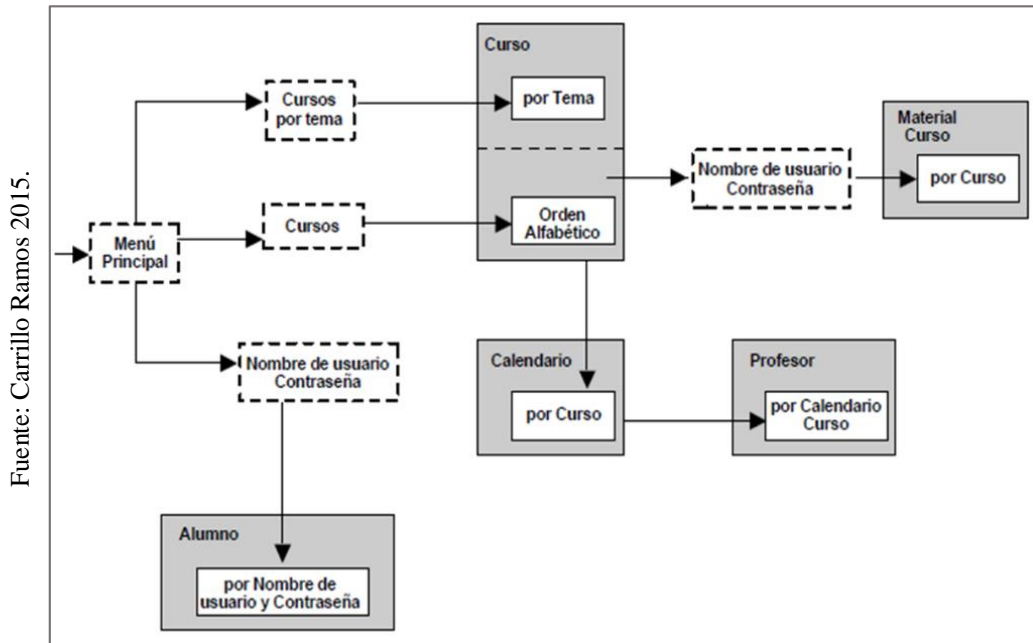 Fuente: Carrillo Ramos 2015.
Curso
Cursos
por tema
por Tema
Material
Curso
Nombre de usuario
Contraseña
por Curso
Menú
Principal
Cursos
Orden
Alfabético
Nombre de usuario
Contraseña
Calendario
por Curso
Profesor
por Calendario
Curso
Alumno
por Nombre de
usuario y Contraseña